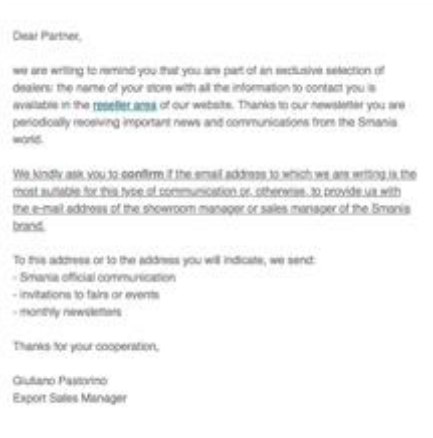 Dear Partner,
we are writing to remind you that you are part of an exclusive selection of
dealers: the name of your store with all the information to contact you is
available in the reseller area of our website. Thanks to our newsletter you are
periodically receiving important news and communications from the Smania
world.
We kindly ask you to confirm if the email address to which we are writing is the
most suitable for this type of communication or, otherwise, to provide us with
the e-mail address of the showroom manager or sales manager of the Smania
brand.
To this address or to the address you will indicate, we send:
- Smania official communication
- invitations to fairs or events
- monthly newsletters
Thanks for your cooperation,
Giuliano Pastorino
Export Sales Manager